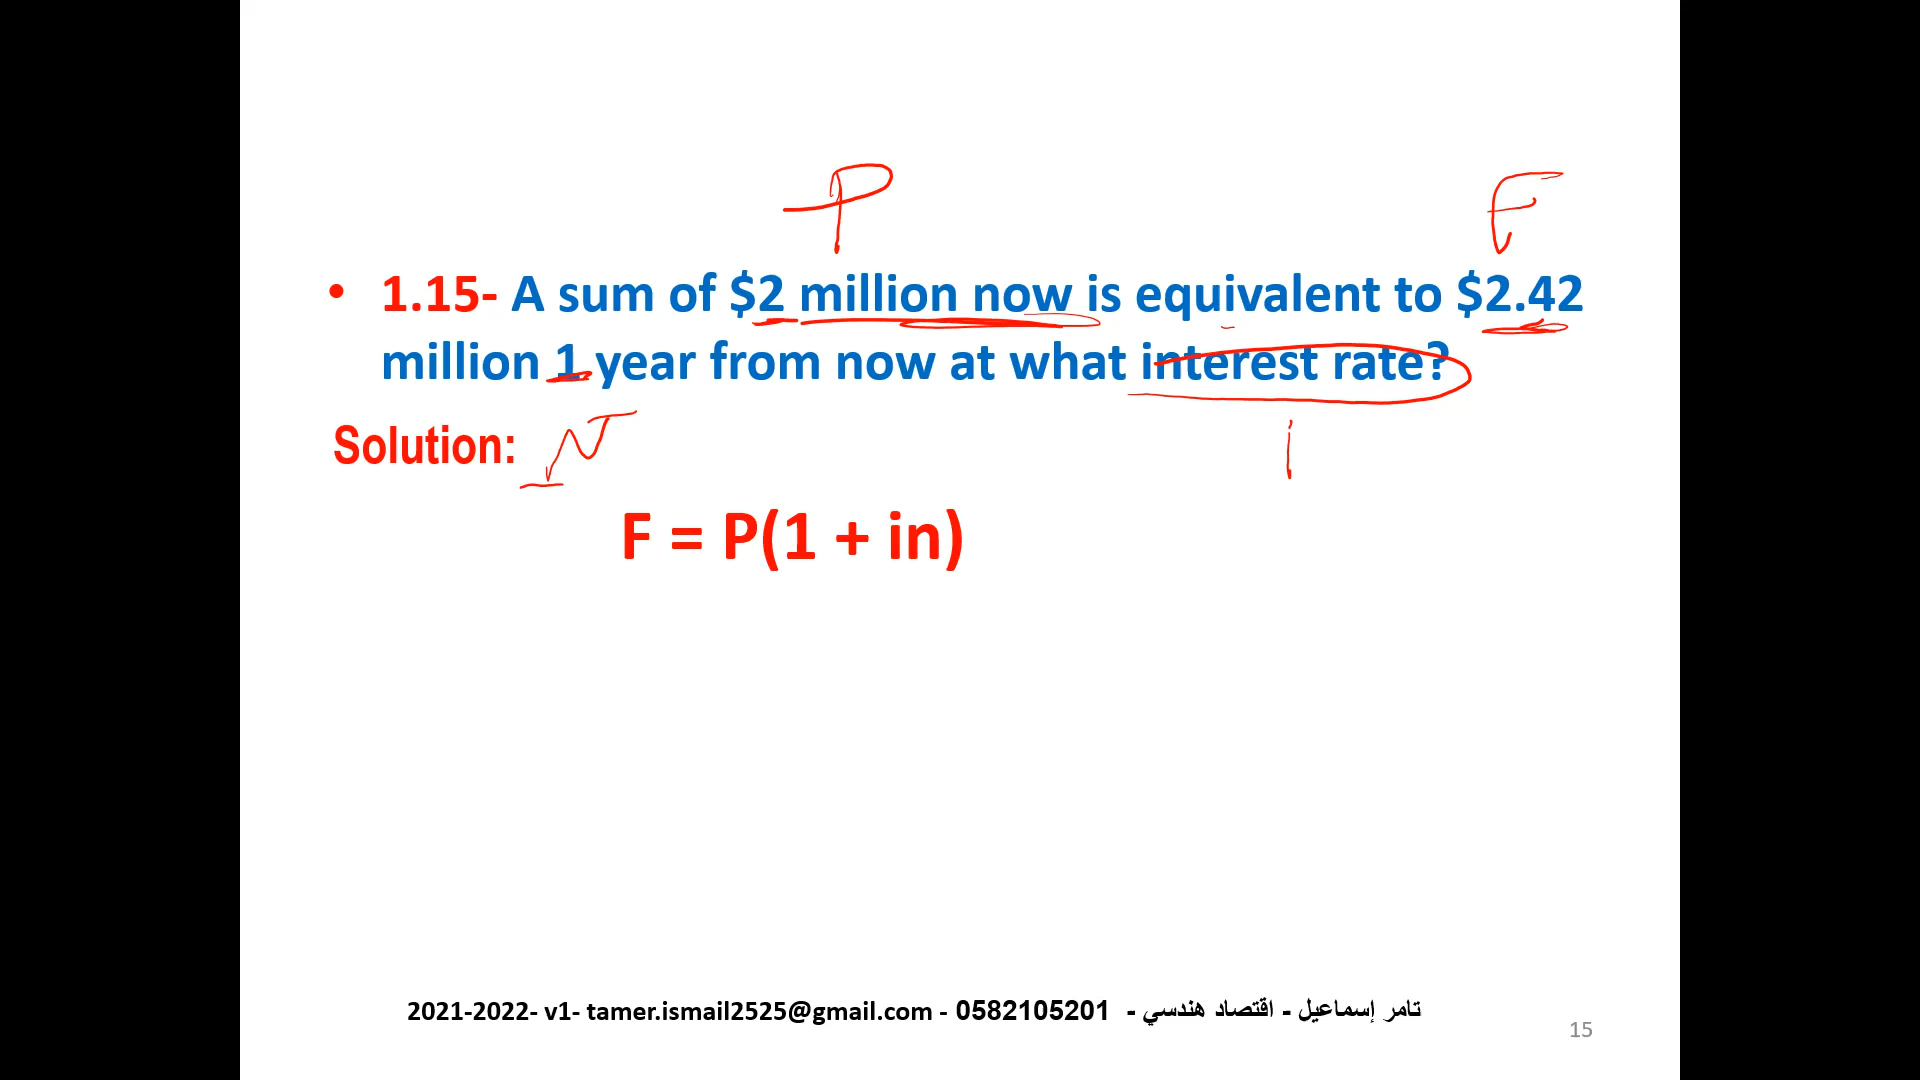 P F
• 1.15- A sum of $2 million now is equivalent to $2.42
million 1 year from now at what interest rate?
Solution: N i
F = P(1 + in)
2021-2022- v1- tamer.ismail2525@gmail.com - 0582105201 - تامر إسماعيل - اقتصاد هندسي
15